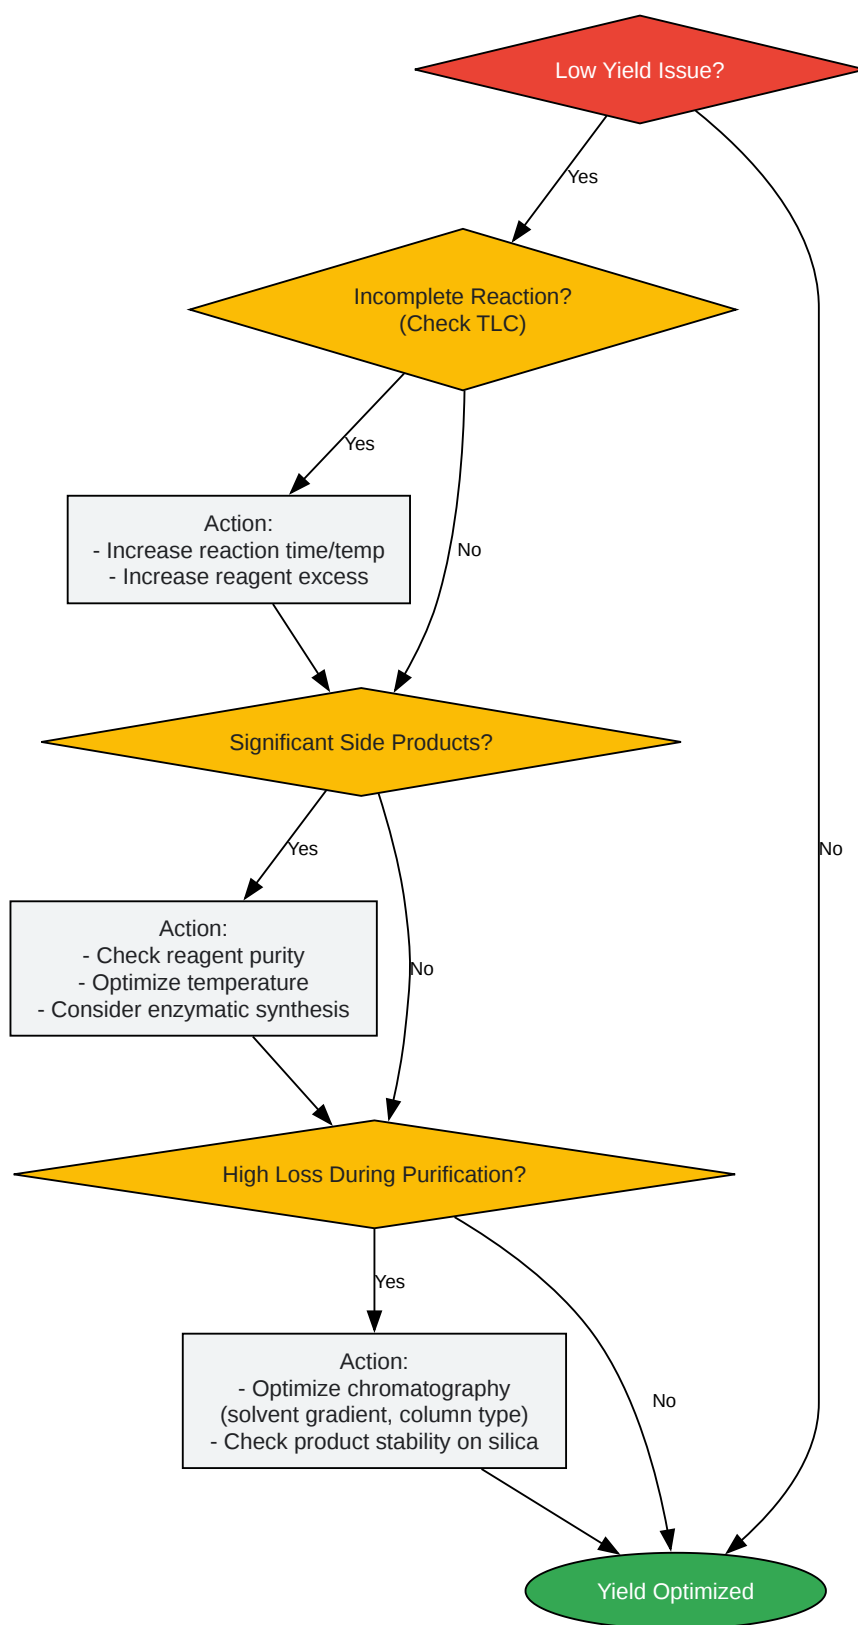 Low Yield Issue?
Yes
Incomplete Reaction?
(Check TLC)
Yes
Action:
- Increase reaction time/temp
- Increase reagent excess
No
Significant Side Products?
Yes
No
Action:
- Check reagent purity
- Optimize temperature
- Consider enzymatic synthesis
No
High Loss During Purification?
Yes
Action:
- Optimize chromatography
(solvent gradient, column type)
- Check product stability on silica
No
Yield Optimized